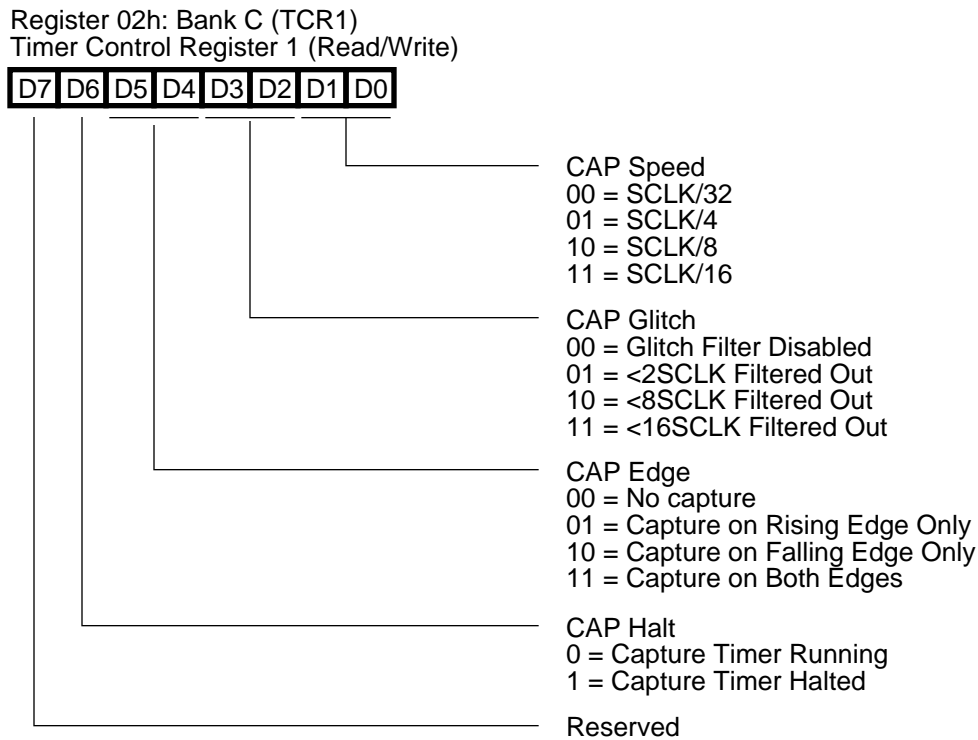 Register 02h: Bank C (TCR1)
Timer Control Register 1 (Read/Write)
D7 D6 D5 D4 D3 D2 D1 D0
CAP Speed
00 = SCLK/32
01 = SCLK/4
10 = SCLK/8
11 = SCLK/16
CAP Glitch
00 = Glitch Filter Disabled
01 = <2SCLK Filtered Out
10 = <8SCLK Filtered Out
11 = <16SCLK Filtered Out
CAP Edge
00 = No capture
01 = Capture on Rising Edge Only
10 = Capture on Falling Edge Only
11 = Capture on Both Edges
CAP Halt
0 = Capture Timer Running
1 = Capture Timer Halted
Reserved